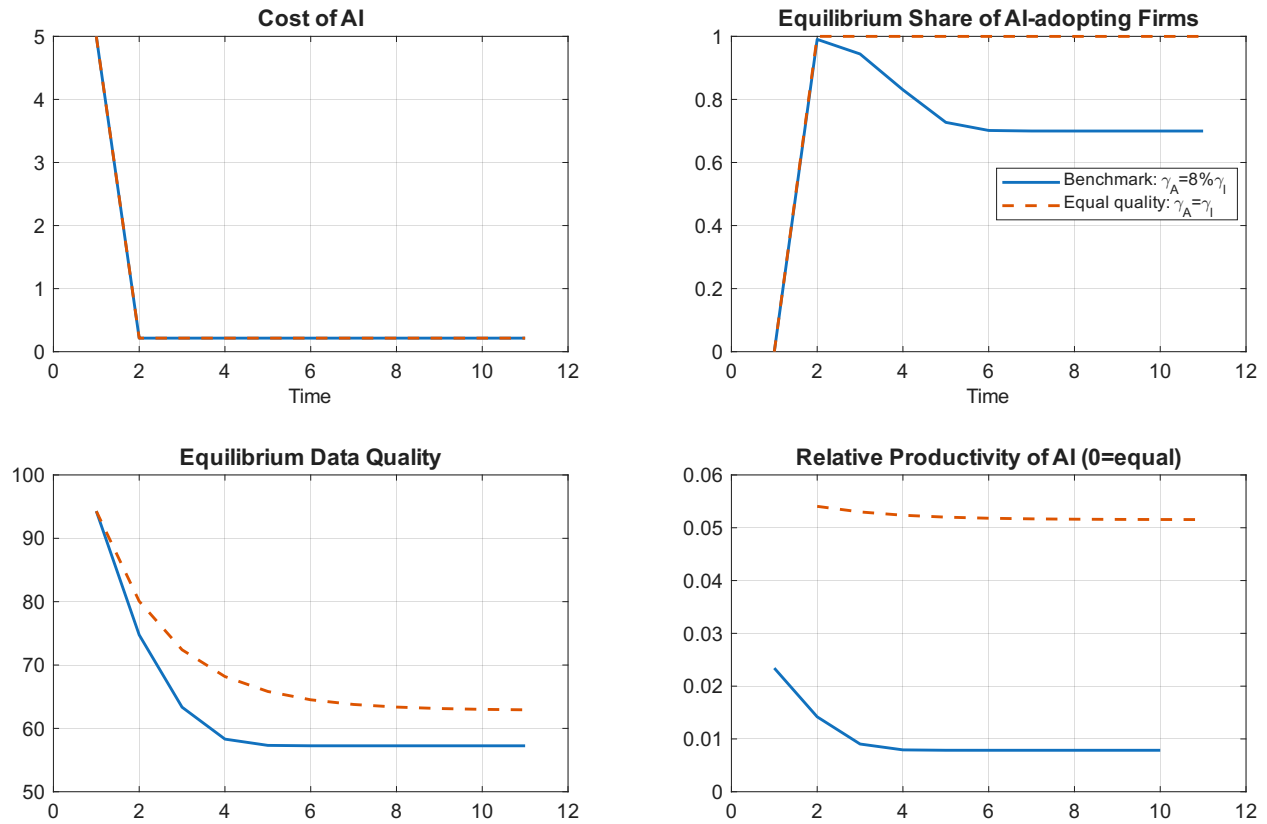 Cost of AI
5
4
3
2
1
0
0 2 4 6 8 10 12
Time
Equilibrium Share of AI-adopting Firms
1
0.8
0.6
0.4
0.2
0
Benchmark: γ_A=8%γ_I
Equal quality: γ_A=γ_I
0 2 4 6 8 10 12
Time
Equilibrium Data Quality
100
90
80
70
60
50
0 2 4 6 8 10 12
Relative Productivity of AI (0=equal)
0.06
0.05
0.04
0.03
0.02
0.01
0
0 2 4 6 8 10 12